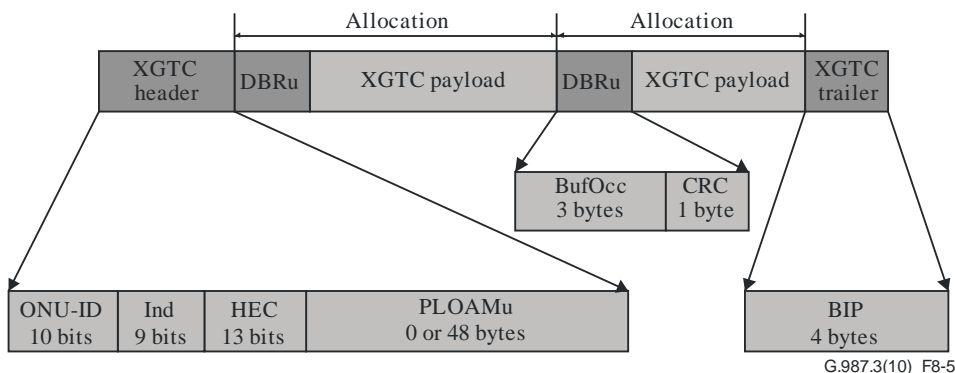 Allocation
Allocation
XGTC
header
DBRu
XGTC payload
DBRu
XGTC payload
XGTC
trailer
BufOcc
3 bytes
CRC
1 byte
ONU-ID
10 bits
Ind
9 bits
HEC
13 bits
PLOAMu
0 or 48 bytes
BIP
4 bytes
G.987.3(10)_F8-5